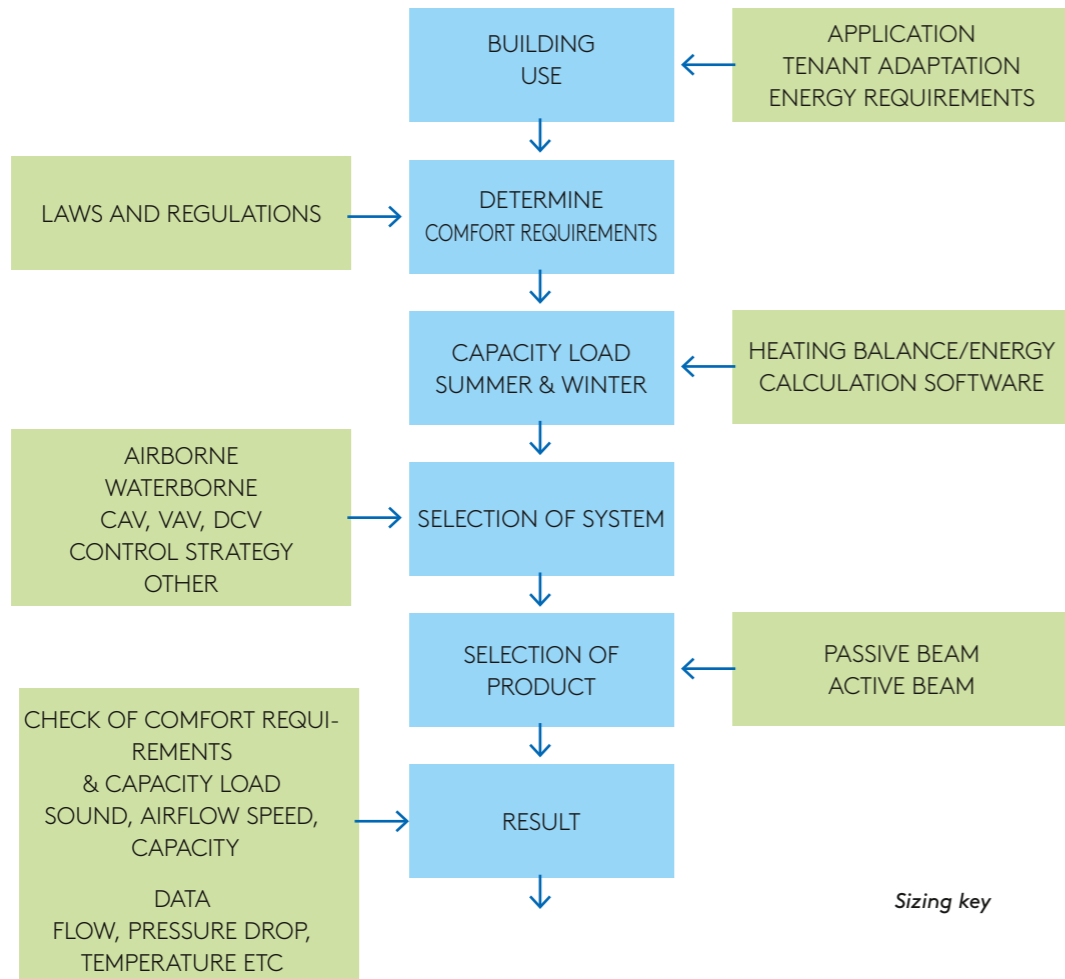 BUILDING
USE
APPLICATION
TENANT ADAPTATION
ENERGY REQUIREMENTS
LAWS AND REGULATIONS
DETERMINE
COMFORT REQUIREMENTS
CAPACITY LOAD
SUMMER & WINTER
HEATING BALANCE/ENERGY
CALCULATION SOFTWARE
AIRBORNE
WATERBORNE
CAV, VAV, DCV
CONTROL STRATEGY
OTHER
SELECTION OF SYSTEM
SELECTION OF
PRODUCT
PASSIVE BEAM
ACTIVE BEAM
CHECK OF COMFORT REQUI-
REMENTS
& CAPACITY LOAD
SOUND, AIRFLOW SPEED,
CAPACITY
DATA
FLOW, PRESSURE DROP,
TEMPERATURE ETC
RESULT
Sizing key